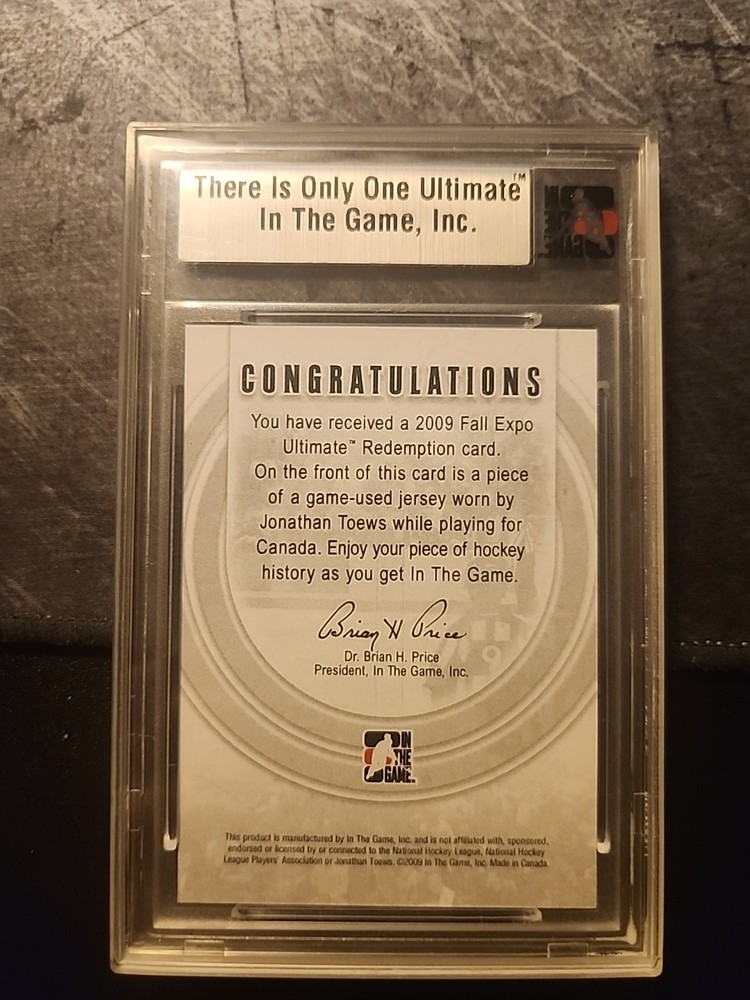 There Is Only One Ultimate™
In The Game, Inc.
CONGRATULATIONS
You have received a 2009 Fall Expo
Ultimate™ Redemption card.
On the front of this card is a piece
of a game-used jersey worn by
Jonathan Toews while playing for
Canada. Enjoy your piece of hockey
history as you get In The Game.
Brian H Price
Dr. Brian H. Price
President, In The Game, Inc.
IN
THE
GAME.
This product is manufactured by In The Game, Inc. and is not affiliated with, sponsored,
endorsed or licensed by or connected to the National Hockey League, National Hockey
League Players' Association or Jonathan Toews. ©2009 In The Game, Inc. Made in Canada.